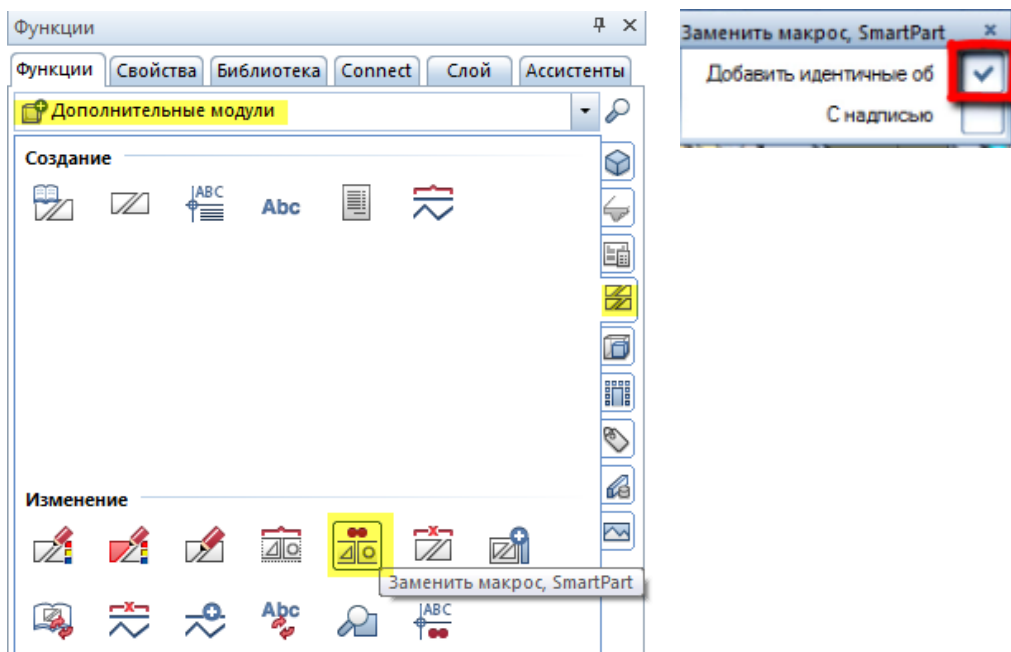 Функции
Функции Свойства Библиотека Connect Слой Ассистенты
Дополнительные модули
Создание
ABC
Abc
Изменение
Заменить макрос, SmartPart
Abc
ABC
Заменить макрос, SmartPart
Добавить идентичные об
С надписью